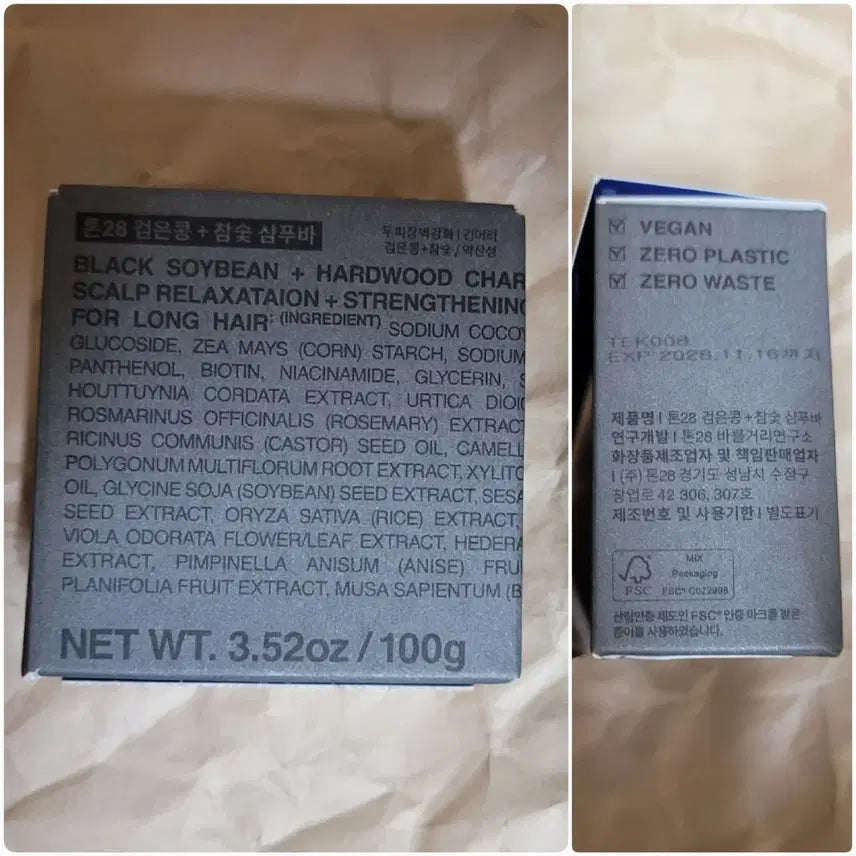 톤28 검은콩 + 참숯 샴푸바
두피장벽강화 | 긴머리
검은콩+참숯 / 약산성
BLACK SOYBEAN + HARDWOOD CHAR
SCALP RELAXATAION + STRENGTHENING
FOR LONG HAIR: (INGREDIENT) SODIUM COCOY
GLUCOSIDE, ZEA MAYS (CORN) STARCH, SODIUM
PANTHENOL, BIOTIN, NIACINAMIDE, GLYCERIN, S
HOUTTUYNIA CORDATA EXTRACT, URTICA DIOIC
ROSMARINUS OFFICINALIS (ROSEMARY) EXTRACT
RICINUS COMMUNIS (CASTOR) SEED OIL, CAMELL
POLYGONUM MULTIFLORUM ROOT EXTRACT, XYLITO
OIL, GLYCINE SOJA (SOYBEAN) SEED EXTRACT, SESA
SEED EXTRACT, ORYZA SATIVA (RICE) EXTRACT,
VIOLA ODORATA FLOWER/LEAF EXTRACT, HEDERA
EXTRACT, PIMPINELLA ANISUM (ANISE) FRU
PLANIFOLIA FRUIT EXTRACT, MUSA SAPIENTUM (B
NET WT. 3.52oz / 100g
VEGAN
ZERO PLASTIC
ZERO WASTE
TEK008
EXP 2026.11.16까지
제품명 | 톤28 검은콩+참숯 샴푸바
연구개발 | 톤28 바를거리연구소
화장품제조업자 및 책임판매업자
| (주) 톤28 경기도 성남시 수정구
창업로 42 306, 307호
제조번호 및 사용기한 | 별도표기
MIX
Packaging
FSC FSC® C022998
산림인증 제도인 FSC® 인증 마크를 받은
종이를 사용하였습니다.